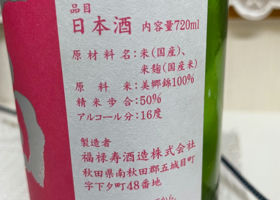 品目
日本酒 内容量720ml
原材料名:米(国産)、
米麹(国産米)
原料米:美郷錦100%
精米歩合:50%
アルコール分:16度
製造者
福禄寿酒造株式会社
秋田県南秋田郡五城目町
字下夕町48番地